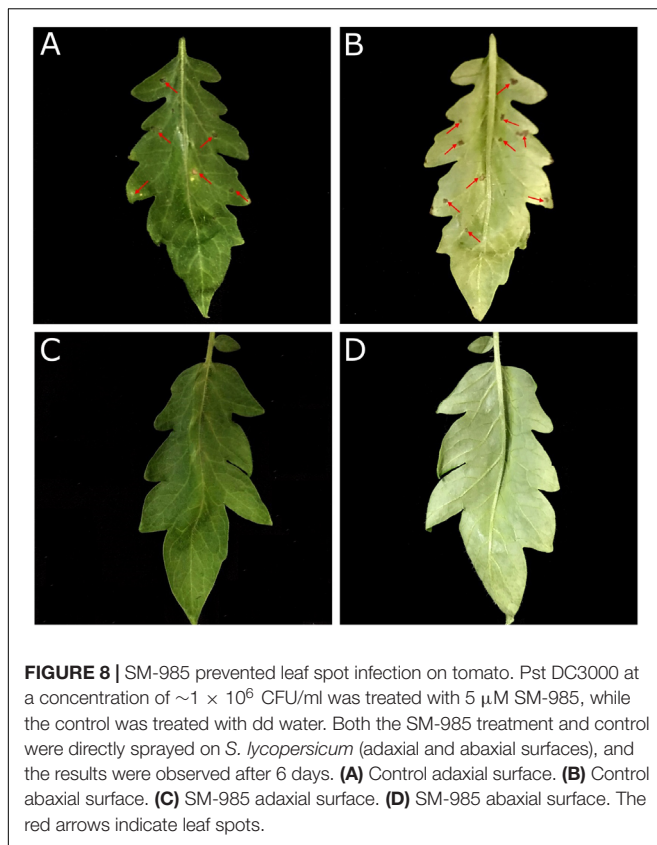 A
B
C
D
FIGURE 8 | SM-985 prevented leaf spot infection on tomato. Pst DC3000 at
a concentration of ∼1 × 10⁶ CFU/ml was treated with 5 μM SM-985, while
the control was treated with dd water. Both the SM-985 treatment and control
were directly sprayed on S. lycopersicum (adaxial and abaxial surfaces), and
the results were observed after 6 days. (A) Control adaxial surface. (B) Control
abaxial surface. (C) SM-985 adaxial surface. (D) SM-985 abaxial surface. The
red arrows indicate leaf spots.